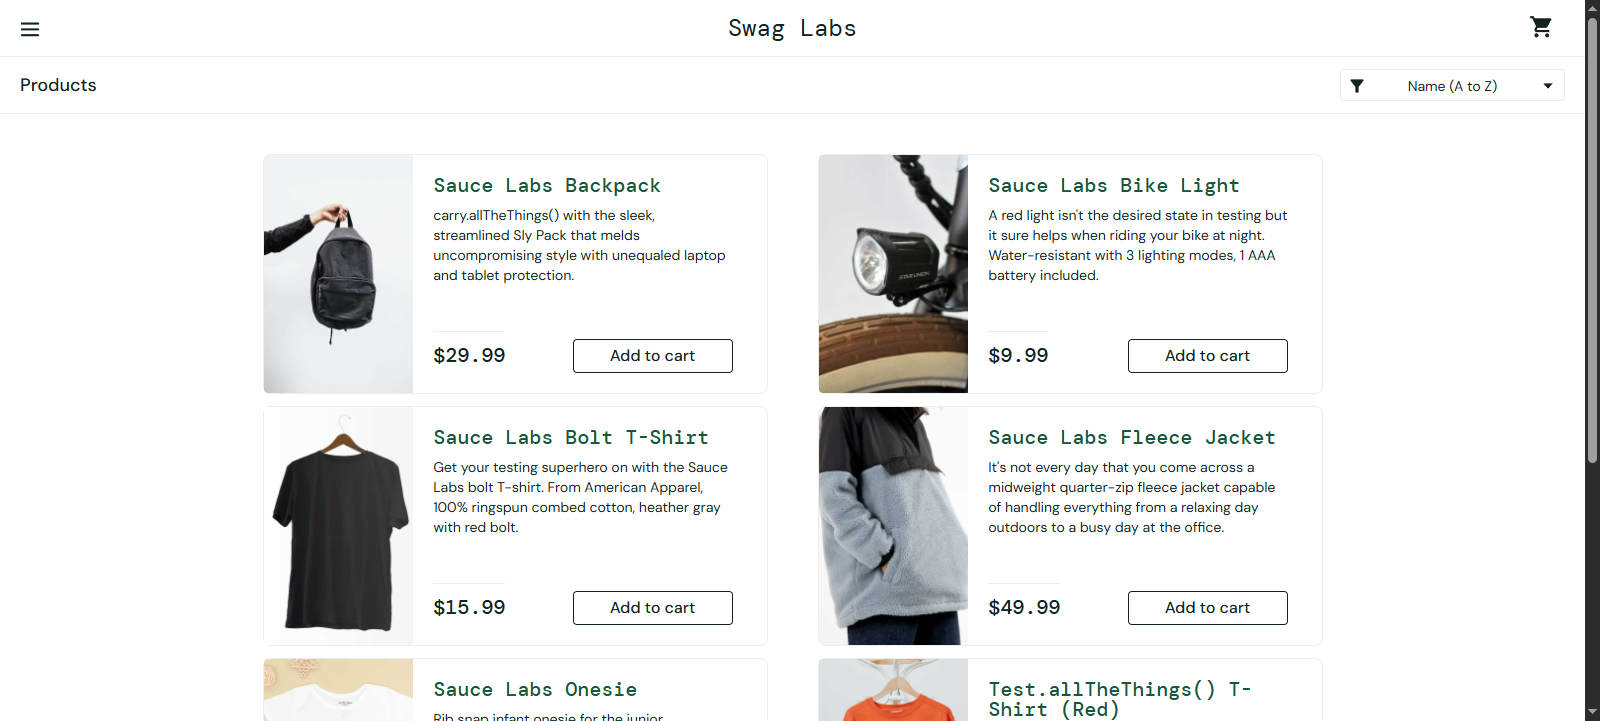 Swag Labs
Products
Name (A to Z)
Sauce Labs Backpack
carry.allTheThings() with the sleek,
streamlined Sly Pack that melds
uncompromising style with unequaled laptop
and tablet protection.
$29.99
Add to cart
Sauce Labs Bike Light
A red light isn't the desired state in testing but
it sure helps when riding your bike at night.
Water-resistant with 3 lighting modes, 1 AAA
battery included.
$9.99
Add to cart
Sauce Labs Bolt T-Shirt
Get your testing superhero on with the Sauce
Labs bolt T-shirt. From American Apparel,
100% ringspun combed cotton, heather gray
with red bolt.
$15.99
Add to cart
Sauce Labs Fleece Jacket
It's not every day that you come across a
midweight quarter-zip fleece jacket capable
of handling everything from a relaxing day
outdoors to a busy day at the office.
$49.99
Add to cart
Sauce Labs Onesie
Rib snap infant onesie for the junior
Test.allTheThings() T-
Shirt (Red)